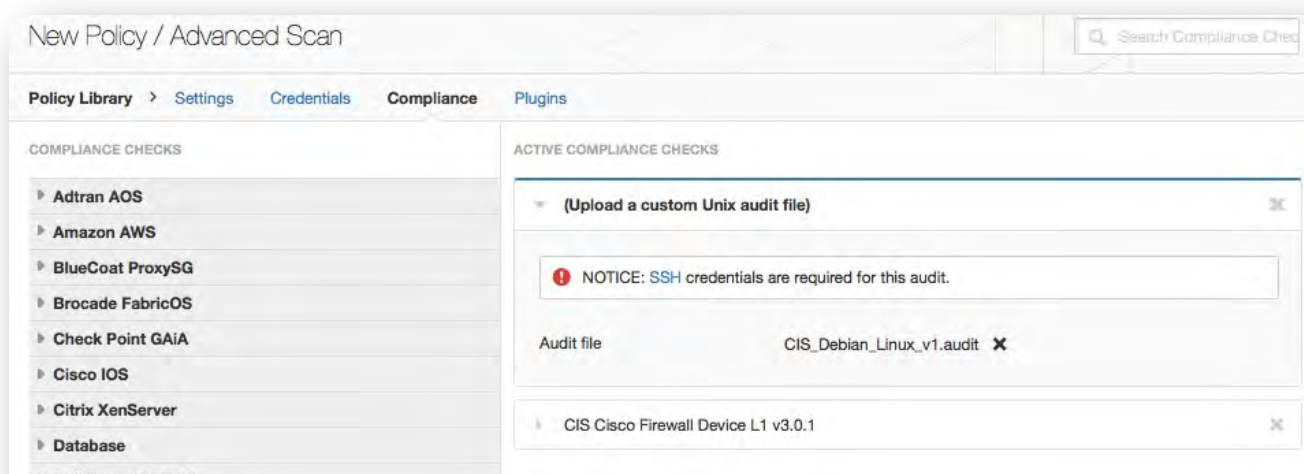 New Policy / Advanced Scan
Search Compliance Chec
Policy Library > Settings Credentials Compliance Plugins
COMPLIANCE CHECKS
Adtran AOS
Amazon AWS
BlueCoat ProxySG
Brocade FabricOS
Check Point GAiA
Cisco IOS
Citrix XenServer
Database
ACTIVE COMPLIANCE CHECKS
(Upload a custom Unix audit file)
NOTICE: SSH credentials are required for this audit.
Audit file CIS_Debian_Linux_v1.audit
CIS Cisco Firewall Device L1 v3.0.1